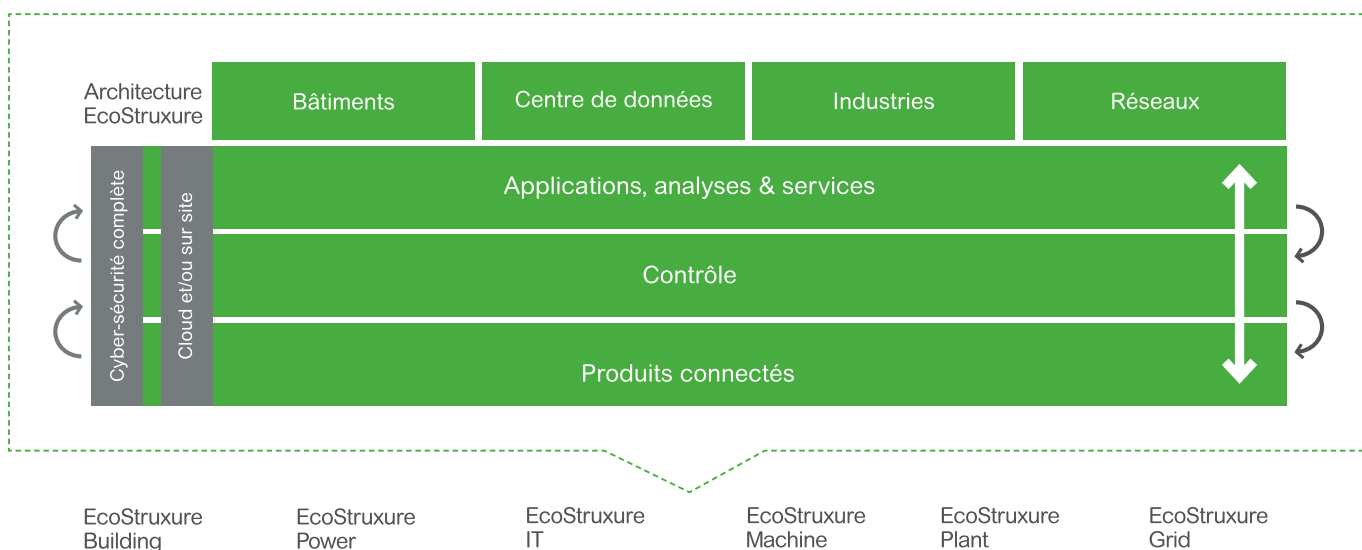 Architecture
EcoStruxure
Bâtiments
Centre de données
Industries
Réseaux
Cyber-sécurité complète
Cloud et/ou sur site
Applications, analyses & services
Contrôle
Produits connectés
EcoStruxure
Building
EcoStruxure
Power
EcoStruxure
IT
EcoStruxure
Machine
EcoStruxure
Plant
EcoStruxure
Grid